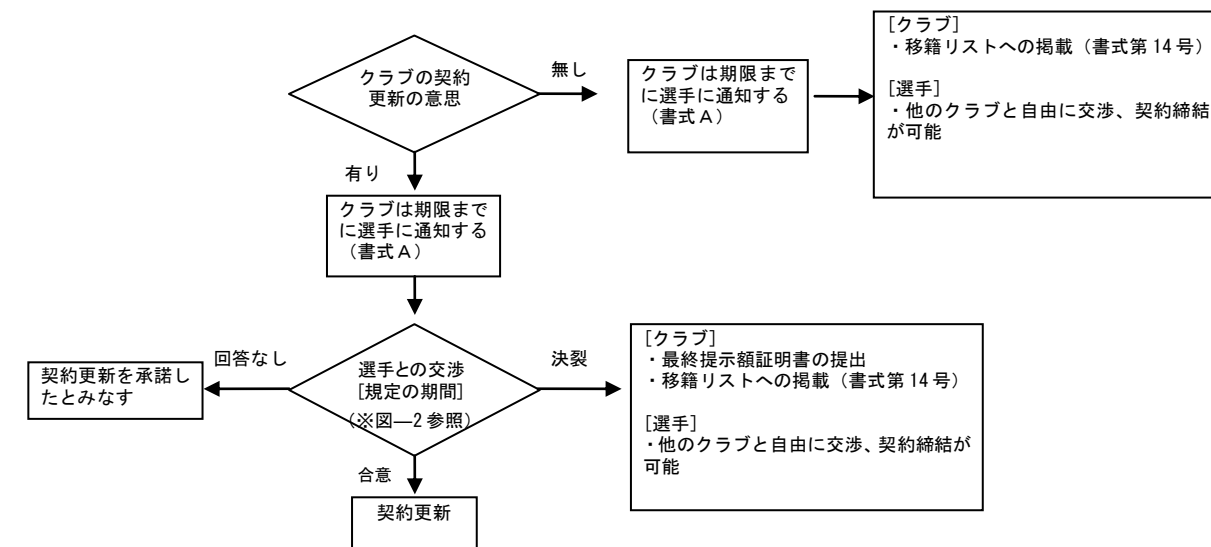 クラブの契約
更新の意思
無し
クラブは期限まで
に選手に通知する
（書式Ａ）
[クラブ]
・移籍リストへの掲載（書式第14号）
[選手]
・他のクラブと自由に交渉、契約締結
が可能
有り
クラブは期限まで
に選手に通知する
（書式Ａ）
選手との交渉
[規定の期間]
（※図―2参照）
回答なし
契約更新を承諾し
たとみなす
決裂
[クラブ]
・最終提示額証明書の提出
・移籍リストへの掲載（書式第14号）
[選手]
・他のクラブと自由に交渉、契約締結が
可能
合意
契約更新